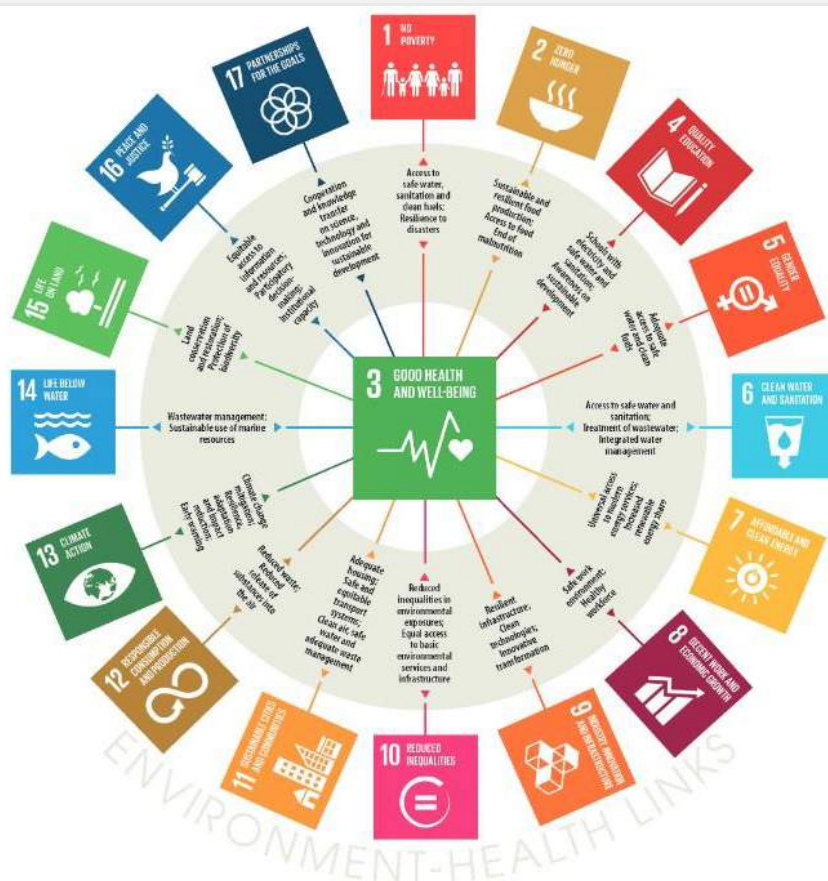 1 NO
POVERTY
Access to
safe water,
sanitation and
clean fuels;
Resilience to
disasters
2 ZERO
HUNGER
Sustainable and
resilient food
production;
Access to food
End of
malnutrition
4 QUALITY
EDUCATION
Schools with
electricity and
safe water and
sanitation;
Awareness on
sustainable
development
5 GENDER
EQUALITY
Adequate
access to safe
water and clean
fuels
6 CLEAN WATER
AND SANITATION
Access to safe water and
sanitation;
Treatment of wastewater;
Integrated water
management
7 AFFORDABLE AND
CLEAN ENERGY
Universal access
to modern
energy services;
Increased
renewable
energy share
8 DECENT WORK AND
ECONOMIC GROWTH
Safe work
environment;
Healthy
workforce
9 INDUSTRY, INNOVATION
AND INFRASTRUCTURE
Resilient
infrastructure;
Clean
technologies;
Innovative
transformation
10 REDUCED
INEQUALITIES
Reduced
inequalities in
environmental
exposures;
Equal access
to basic
environmental
services and
infrastructure
11 SUSTAINABLE CITIES
AND COMMUNITIES
Adequate
housing;
Safe and
equitable
transport
systems;
Clean air, safe
water and
adequate waste
management
12 RESPONSIBLE
CONSUMPTION
AND PRODUCTION
Reduced waste;
Reduced
release of
substances into
the air
13 CLIMATE
ACTION
Climate change
mitigation;
Resilience,
adaptation
and impact
reduction;
Early warning
14 LIFE BELOW
WATER
Wastewater management;
Sustainable use of marine
resources
15 LIFE
ON LAND
Land
conservation
and restoration;
Protection of
biodiversity
16 PEACE AND
JUSTICE
Equitable
access to
information
and resources;
Participatory
decision-
making;
Institutional
capacity
17 PARTNERSHIPS
FOR THE GOALS
Cooperation
and knowledge
transfer
on science,
technology and
innovation for
sustainable
development
3 GOOD HEALTH
AND WELL-BEING
ENVIRONMENT-HEALTH LINKS